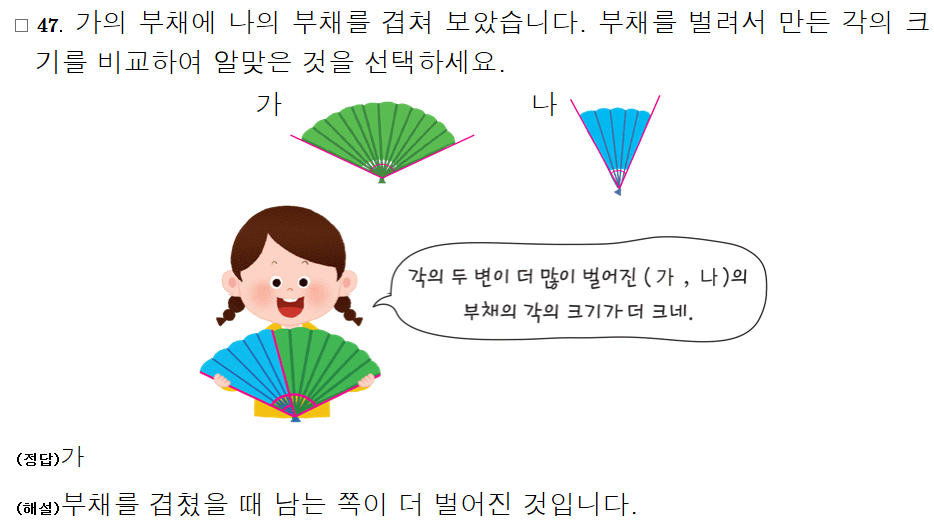 □ 47. 가의 부채에 나의 부채를 겹쳐 보았습니다. 부채를 벌려서 만든 각의 크
기를 비교하여 알맞은 것을 선택하세요.
가 나
각의 두 변이 더 많이 벌어진 ( 가 , 나 )의
부채의 각의 크기가 더 크네.
(정답)가
(해설)부채를 겹쳤을 때 남는 쪽이 더 벌어진 것입니다.